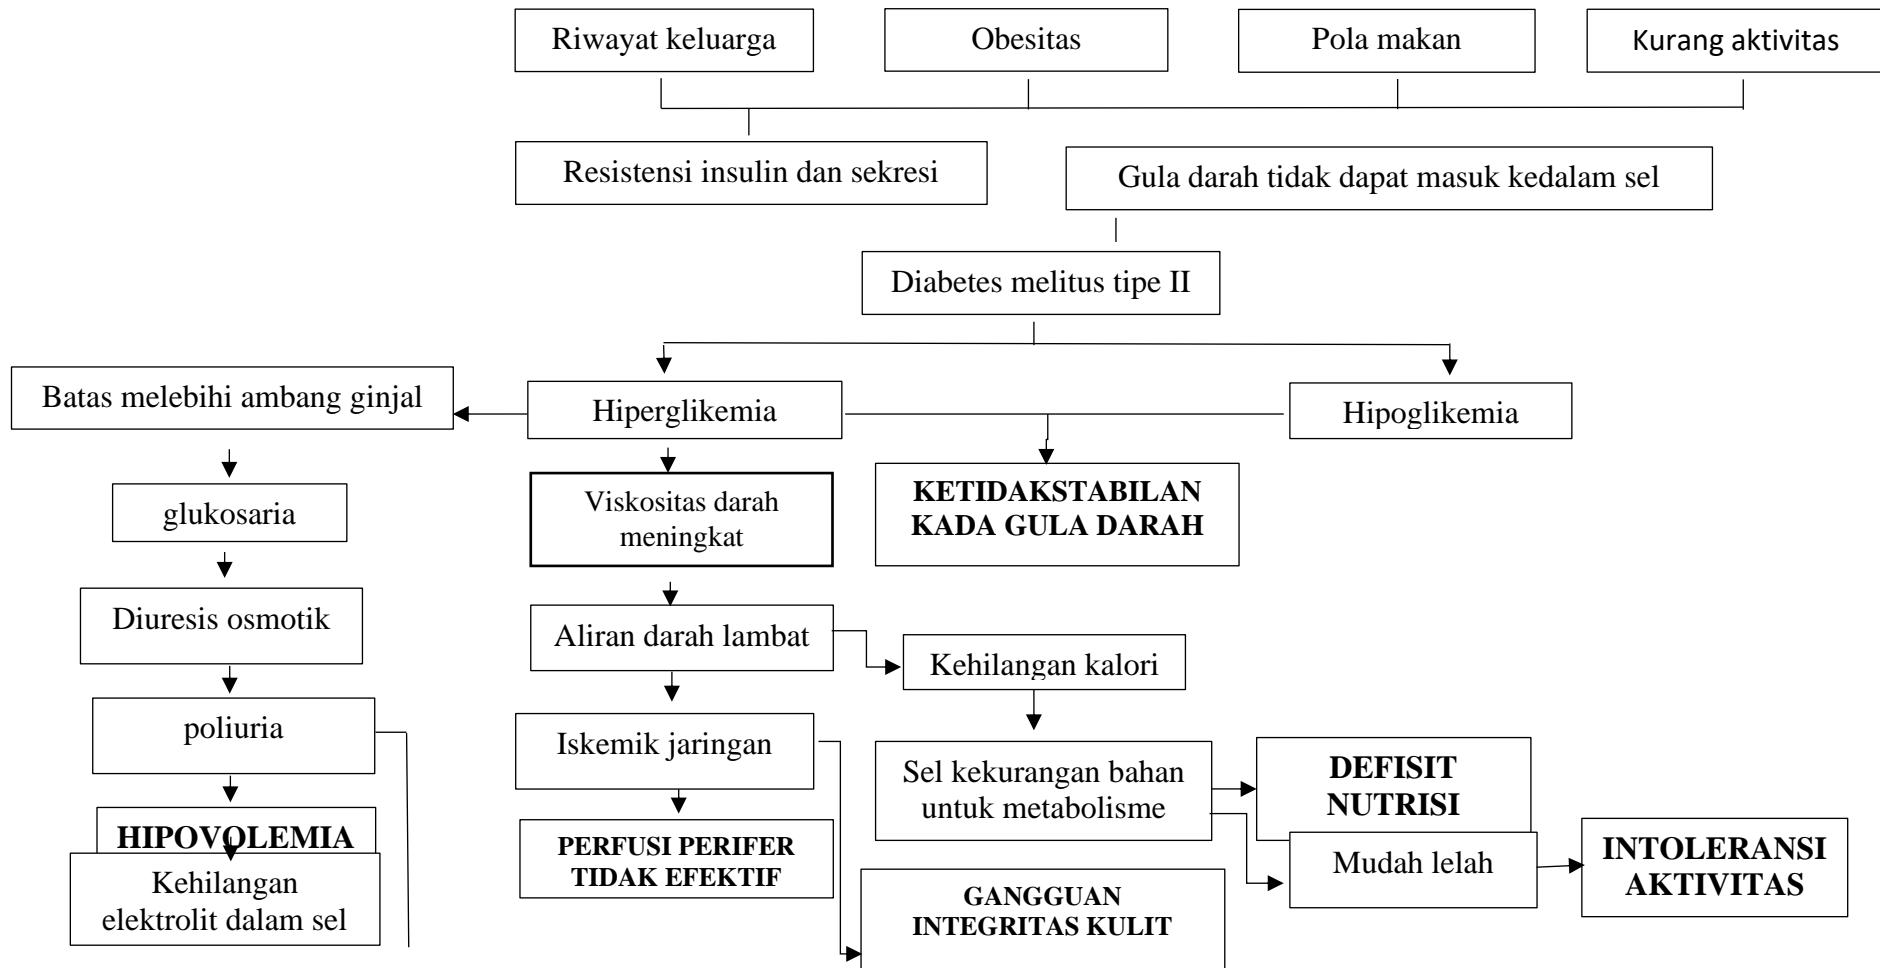 Riwayat keluarga
Obesitas
Pola makan
Kurang aktivitas
Resistensi insulin dan sekresi
Gula darah tidak dapat masuk kedalam sel
Diabetes melitus tipe II
Batas melebihi ambang ginjal
Hiperglikemia
Hipoglikemia
glukosaria
Viskositas darah
meningkat
KETIDAKSTABILAN
KADA GULA DARAH
Diuresis osmotik
Aliran darah lambat
Kehilangan kalori
poliuria
Iskemik jaringan
Sel kekurangan bahan
untuk metabolisme
DEFISIT
NUTRISI
HIPOVOLEMIA
Kehilangan
elektrolit dalam sel
PERFUSI PERIFER
TIDAK EFEKTIF
GANGGUAN
INTEGRITAS KULIT
Mudah lelah
INTOLERANSI
AKTIVITAS